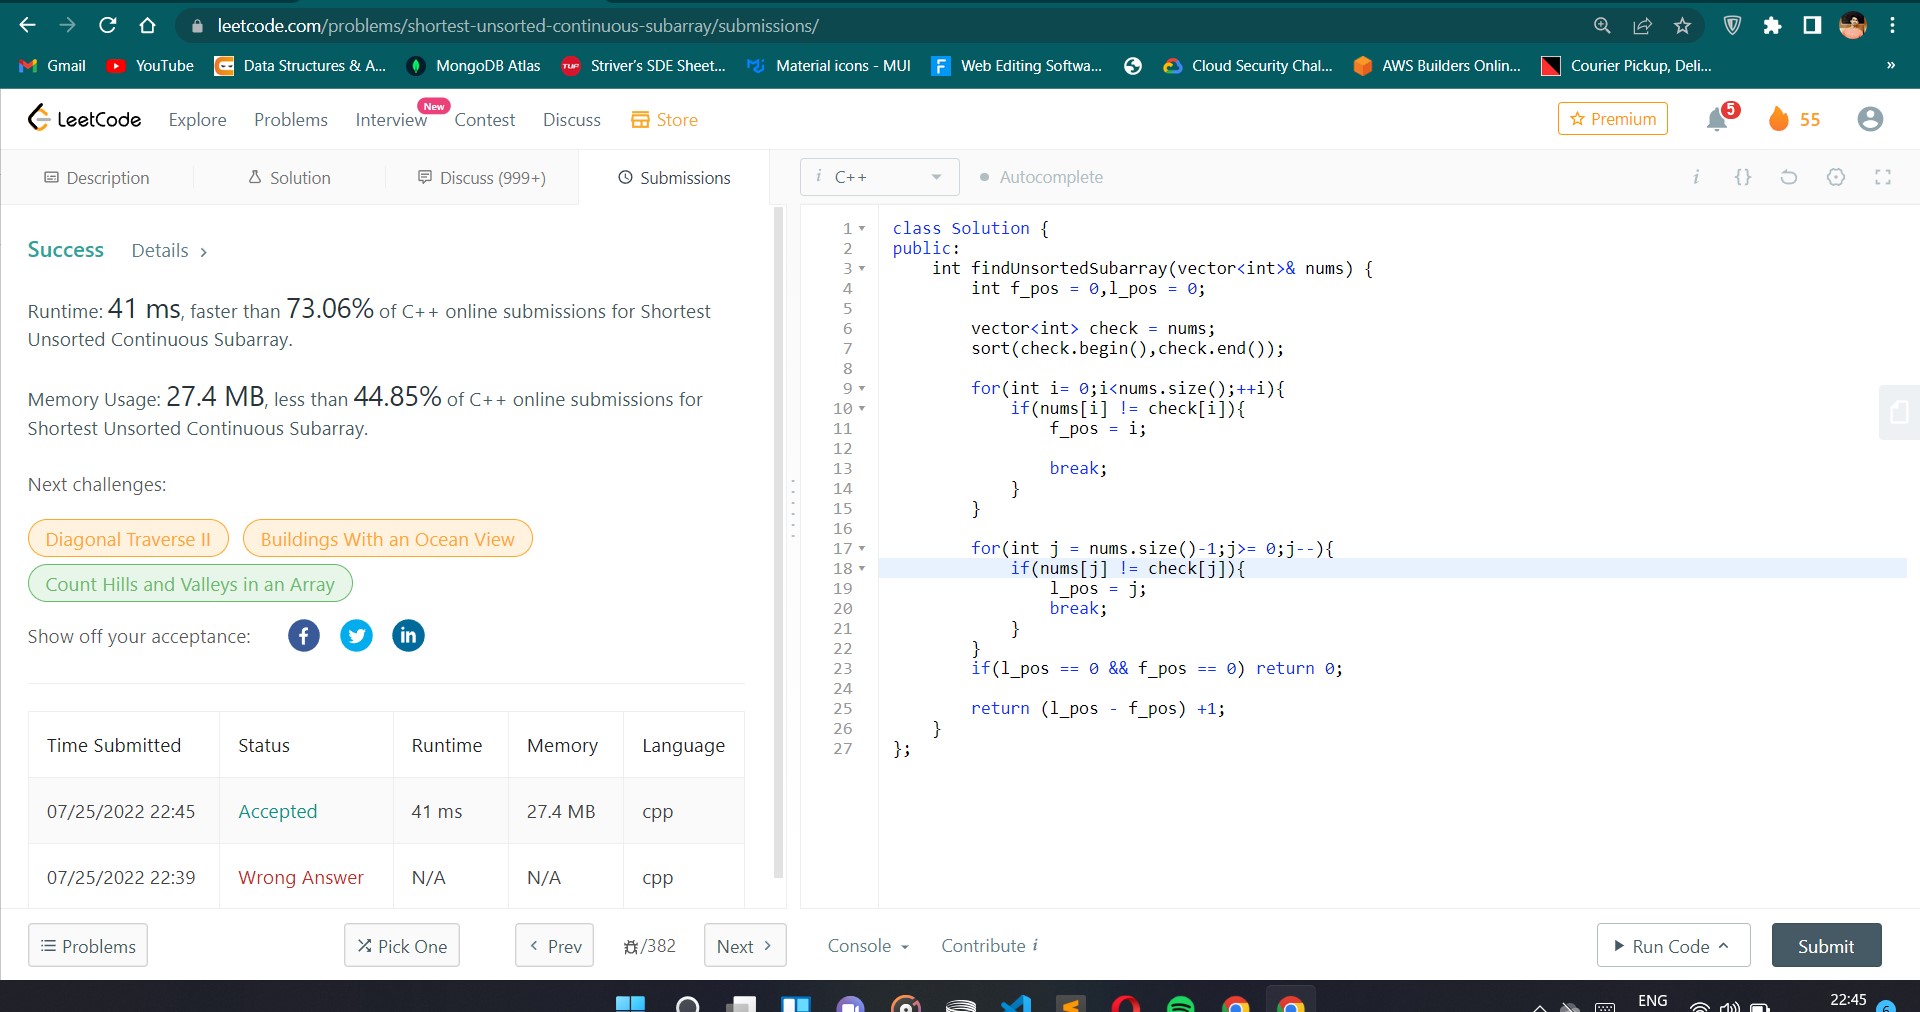 leetcode.com/problems/shortest-unsorted-continuous-subarray/submissions/
Gmail YouTube Data Structures & A... MongoDB Atlas TUF Striver's SDE Sheet... Material icons - MUI F Web Editing Softwa... Cloud Security Chal... AWS Builders Onlin... Courier Pickup, Deli... »
LeetCode Explore Problems Interview New Contest Discuss Store Premium 5 55
Description Solution Discuss (999+) Submissions i C++ Autocomplete i {}
Success Details >
Runtime: 41 ms, faster than 73.06% of C++ online submissions for Shortest
Unsorted Continuous Subarray.
Memory Usage: 27.4 MB, less than 44.85% of C++ online submissions for
Shortest Unsorted Continuous Subarray.
Next challenges:
Diagonal Traverse II Buildings With an Ocean View
Count Hills and Valleys in an Array
Show off your acceptance: f in
Time Submitted Status Runtime Memory Language
07/25/2022 22:45 Accepted 41 ms 27.4 MB cpp
07/25/2022 22:39 Wrong Answer N/A N/A cpp
1 class Solution {
2 public:
3 int findUnsortedSubarray(vector<int>& nums) {
4 int f_pos = 0,l_pos = 0;
5
6 vector<int> check = nums;
7 sort(check.begin(),check.end());
8
9 for(int i= 0;i<nums.size();++i){
10 if(nums[i] != check[i]){
11 f_pos = i;
12
13 break;
14 }
15 }
16
17 for(int j = nums.size()-1;j>= 0;j--){
18 if(nums[j] != check[j]){
19 l_pos = j;
20 break;
21 }
22 }
23 if(l_pos == 0 && f_pos == 0) return 0;
24
25 return (l_pos - f_pos) +1;
26 }
27 };
Problems Pick One < Prev /382 Next > Console Contribute i Run Code Submit
ENG 22:45